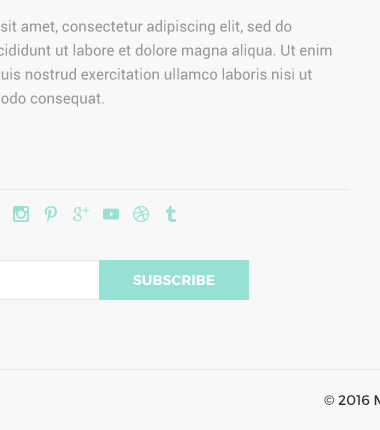 sit amet, consectetur adipiscing elit, sed do
cididunt ut labore et dolore magna aliqua. Ut enim
uis nostrud exercitation ullamco laboris nisi ut
odo consequat.
SUBSCRIBE
© 2016 M